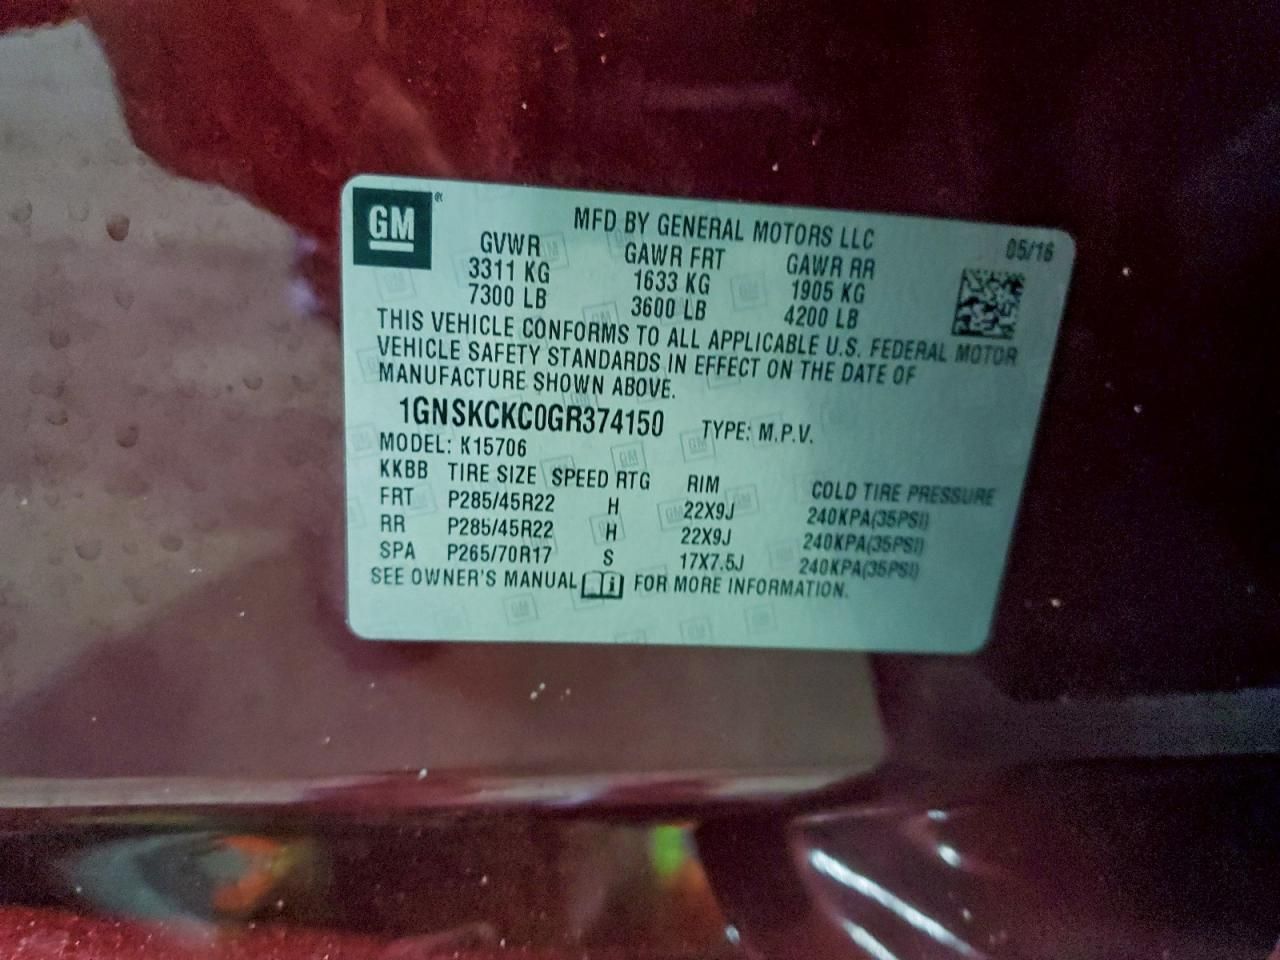 GM
MFD BY GENERAL MOTORS LLC 05/16
GVWR GAWR FRT GAWR RR
3311 KG 1633 KG 1905 KG
7300 LB 3600 LB 4200 LB
THIS VEHICLE CONFORMS TO ALL APPLICABLE U.S. FEDERAL MOTOR
VEHICLE SAFETY STANDARDS IN EFFECT ON THE DATE OF
MANUFACTURE SHOWN ABOVE.
1GNSKCKC0GR374150 TYPE: M.P.V.
MODEL: K15706
KKBB TIRE SIZE SPEED RTG RIM COLD TIRE PRESSURE
FRT P285/45R22 H 22X9J 240KPA(35PSI)
RR P285/45R22 H 22X9J 240KPA(35PSI)
SPA P265/70R17 S 17X7.5J 240KPA(35PSI)
SEE OWNER'S MANUAL i FOR MORE INFORMATION.